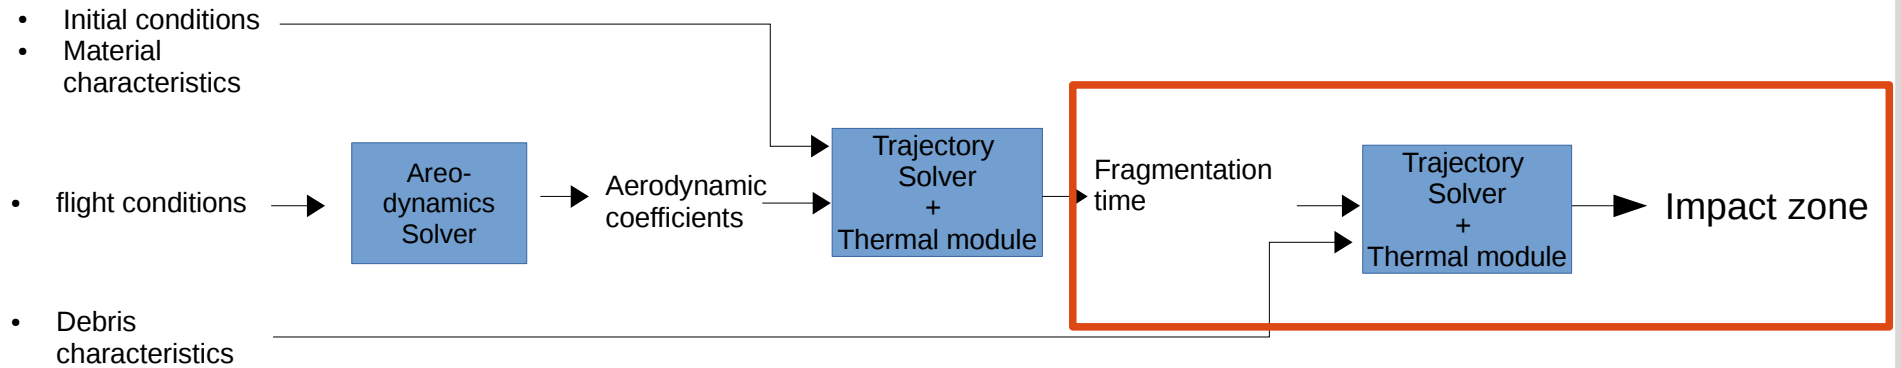 • Initial conditions
• Material
characteristics
• flight conditions
Areo-
dynamics
Solver
Aerodynamic
coefficients
Trajectory
Solver
+
Thermal module
Fragmentation
time
Trajectory
Solver
+
Thermal module
Impact zone
• Debris
characteristics